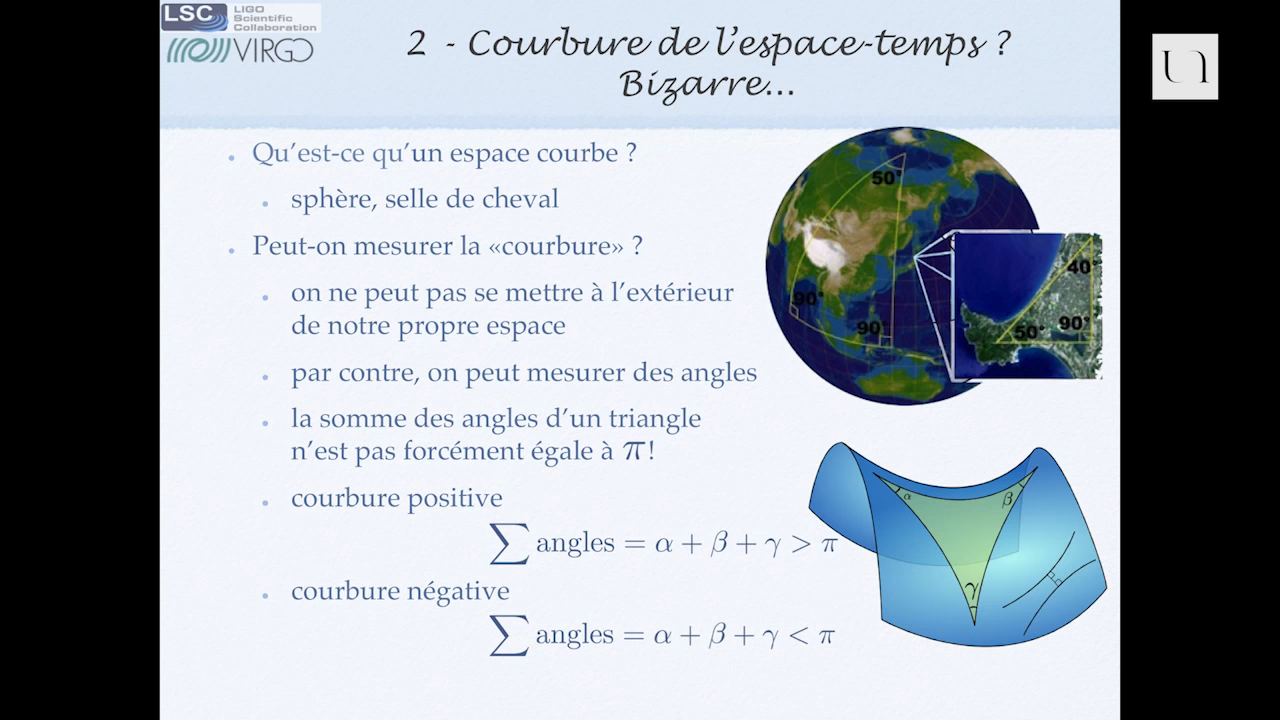 LSC
LIGO
Scientific
Collaboration
VIRGO
2 - Courbure de l’espace-temps ?
Bizarre...
Qu’est-ce qu’un espace courbe ?
sphère, selle de cheval
Peut-on mesurer la «courbure» ?
on ne peut pas se mettre à l’extérieur
de notre propre espace
par contre, on peut mesurer des angles
la somme des angles d’un triangle
n’est pas forcément égale à π!
courbure positive
∑ angles = α + β + γ > π
courbure négative
∑ angles = α + β + γ < π
50°
90°
90°
40°
50°
90°
α
β
γ